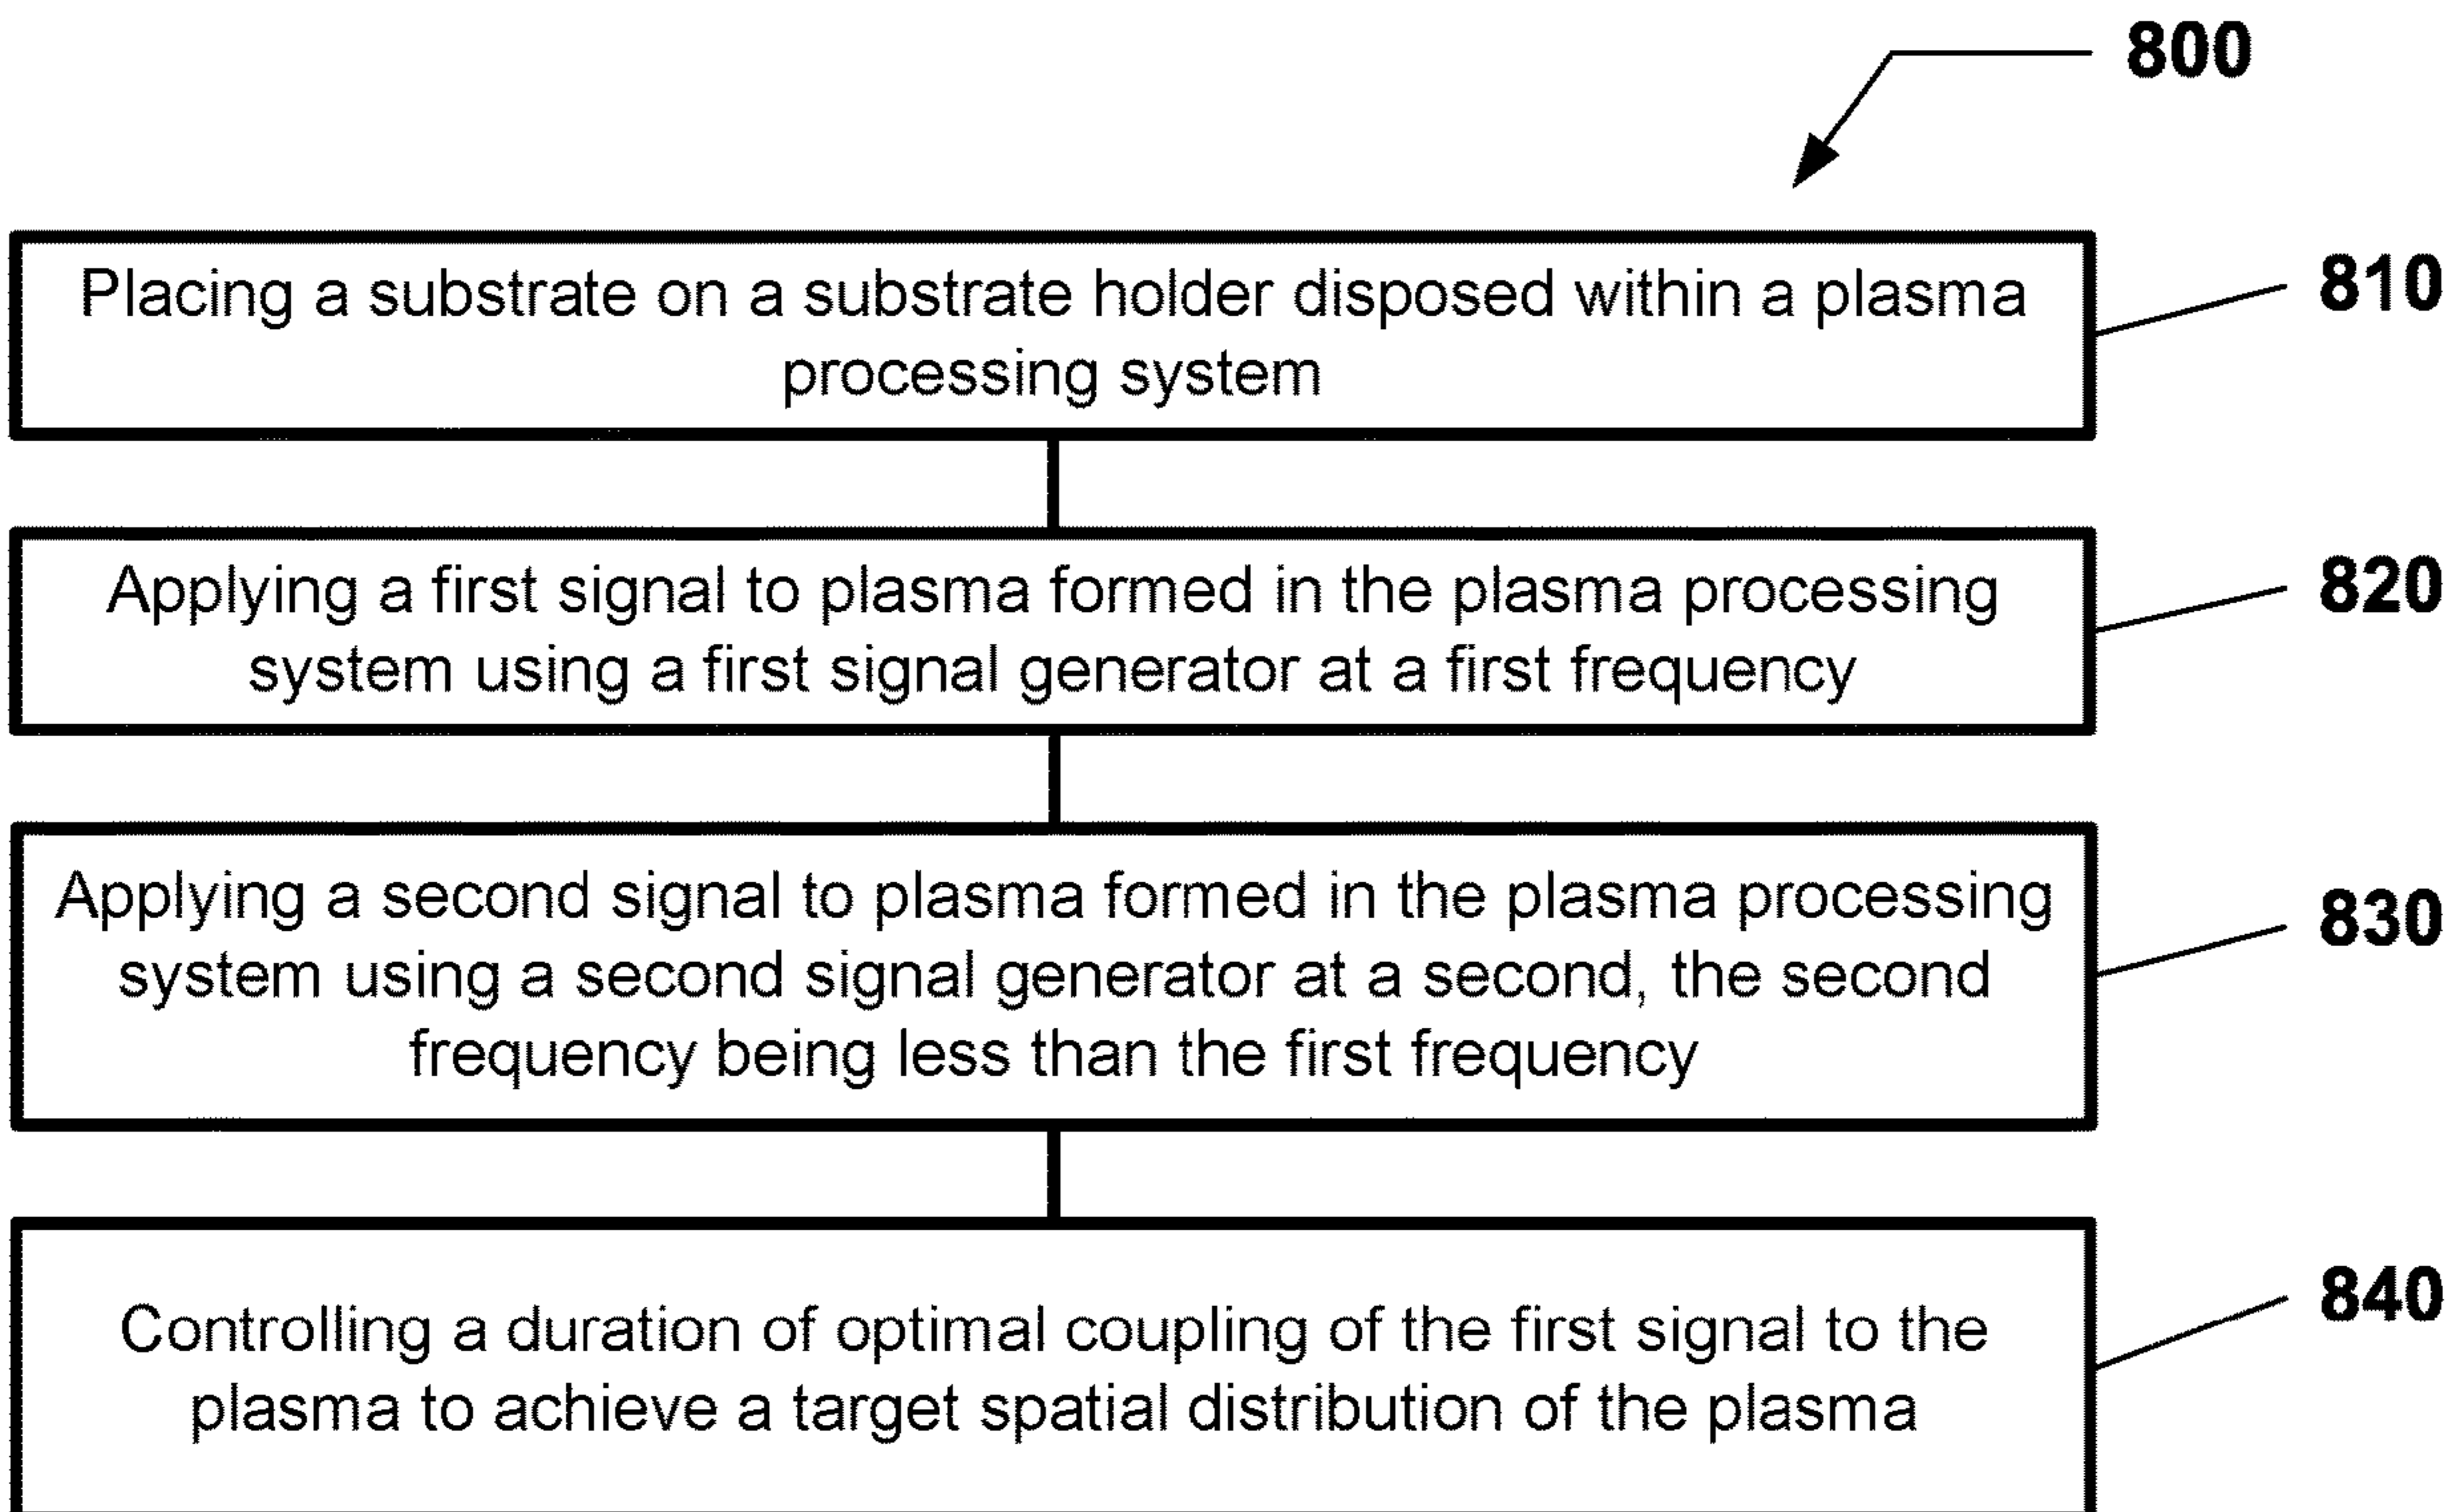 800
Placing a substrate on a substrate holder disposed within a plasma
processing system
810
Applying a first signal to plasma formed in the plasma processing
system using a first signal generator at a first frequency
820
Applying a second signal to plasma formed in the plasma processing
system using a second signal generator at a second, the second
frequency being less than the first frequency
830
Controlling a duration of optimal coupling of the first signal to the
plasma to achieve a target spatial distribution of the plasma
840